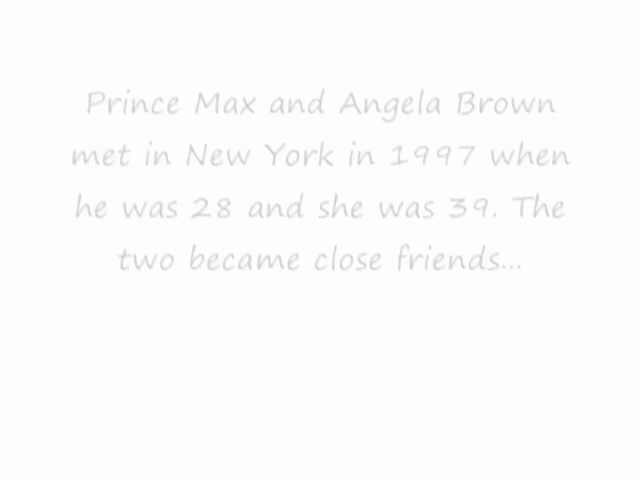 Prince Max and Angela Brown
met in New York in 1997 when
he was 28 and she was 39. The
two became close friends...